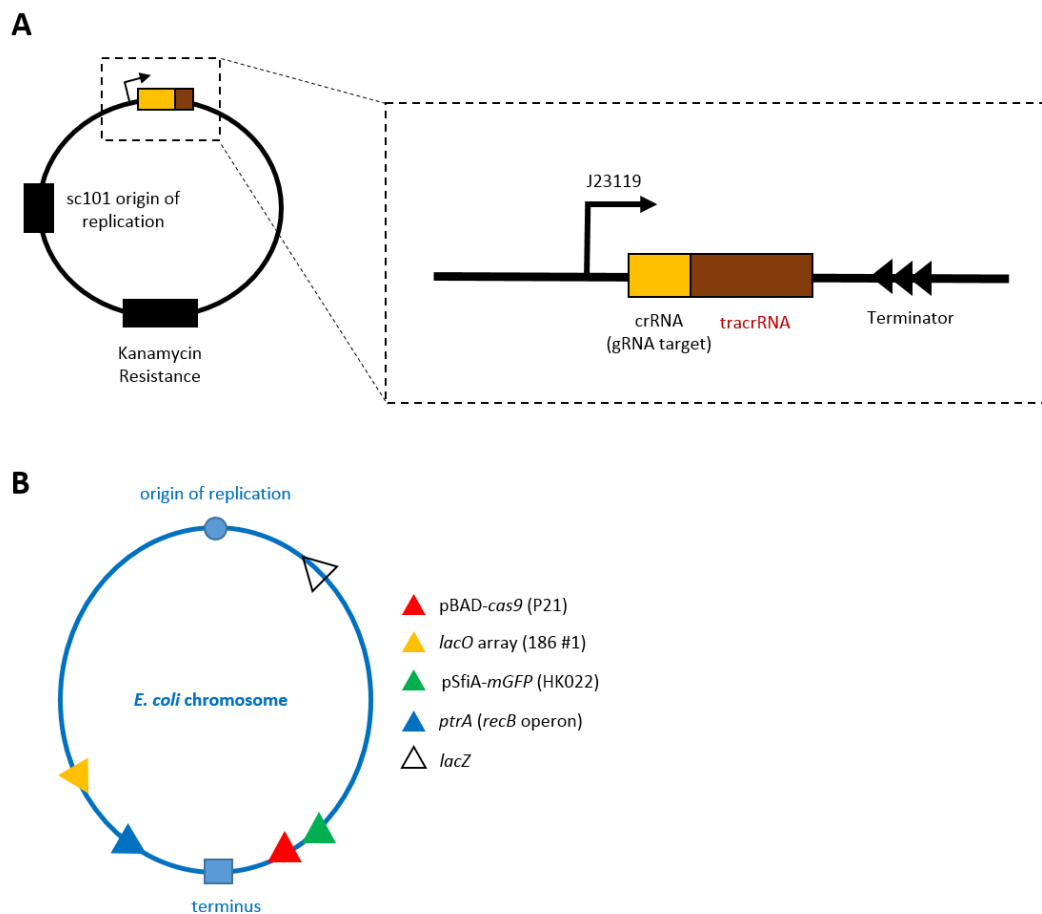 A
sc101 origin of
replication
Kanamycin
Resistance
J23119
crRNA
(gRNA target)
tracrRNA
Terminator
B
origin of replication
E. coli chromosome
terminus
pBAD-cas9 (P21)
lacO array (186 #1)
pSfiA-mGFP (HK022)
ptrA (recB operon)
lacZ